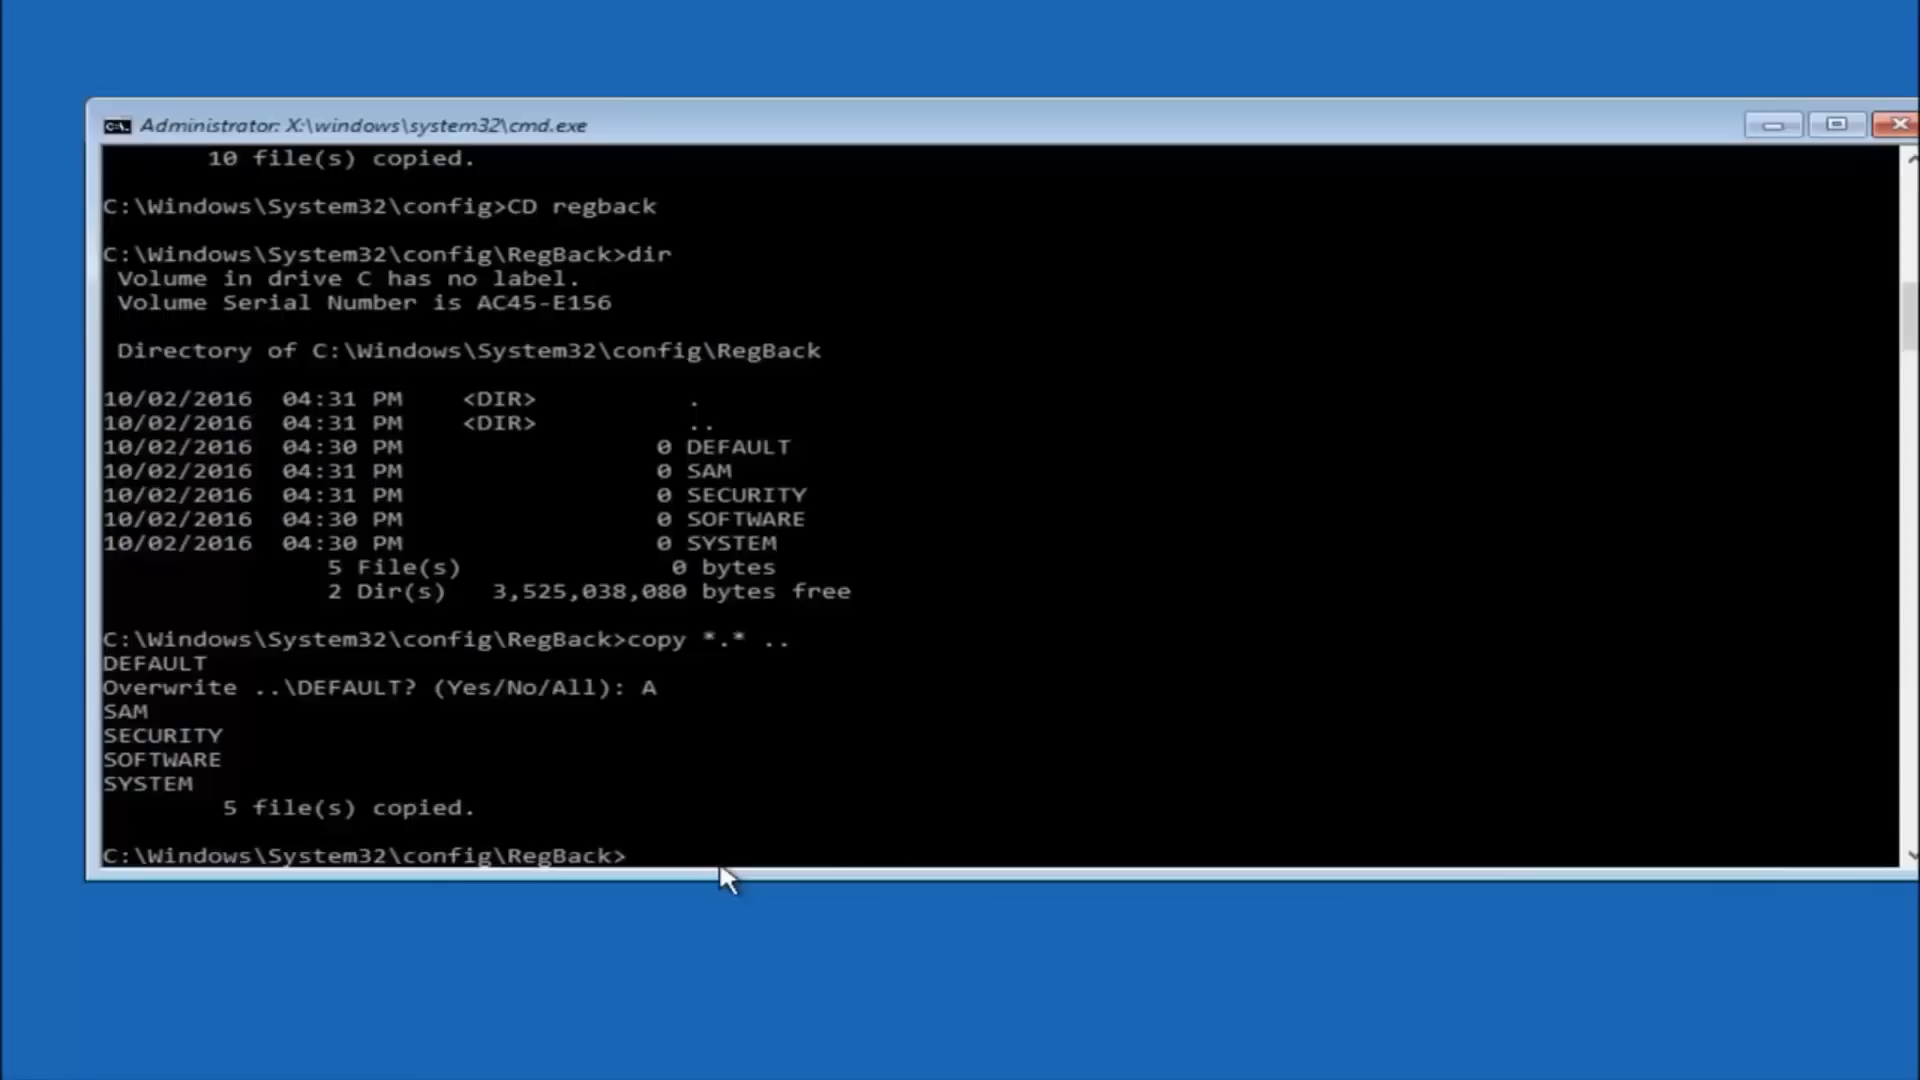 Administrator: X:\windows\system32\cmd.exe
10 file(s) copied.
C:\Windows\System32\config>CD regback
C:\Windows\System32\config\RegBack>dir
Volume in drive C has no label.
Volume Serial Number is AC45-E156
Directory of C:\Windows\System32\config\RegBack
10/02/2016 04:31 PM <DIR> .
10/02/2016 04:31 PM <DIR> ..
10/02/2016 04:30 PM 0 DEFAULT
10/02/2016 04:31 PM 0 SAM
10/02/2016 04:31 PM 0 SECURITY
10/02/2016 04:30 PM 0 SOFTWARE
10/02/2016 04:30 PM 0 SYSTEM
5 File(s) 0 bytes
2 Dir(s) 3,525,038,080 bytes free
C:\Windows\System32\config\RegBack>copy *.* ..
DEFAULT
Overwrite ..\DEFAULT? (Yes/No/All): A
SAM
SECURITY
SOFTWARE
SYSTEM
5 file(s) copied.
C:\Windows\System32\config\RegBack>